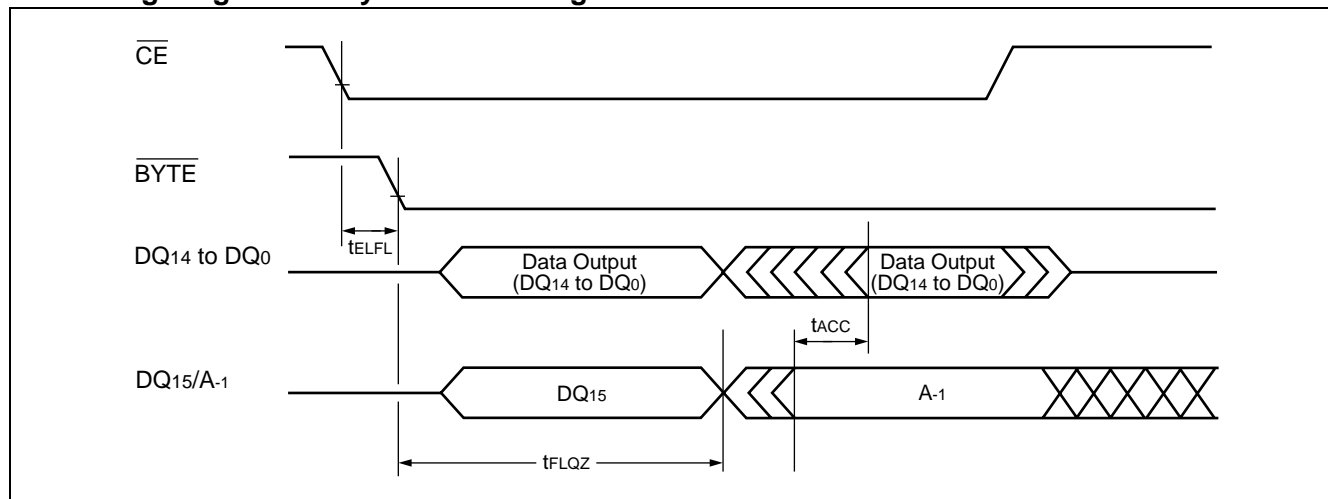 CE
BYTE
tELFL
DQ14 to DQ0
Data Output
(DQ14 to DQ0)
Data Output
(DQ14 to DQ0)
tACC
DQ15/A-1
DQ15
A-1
tFLQZ